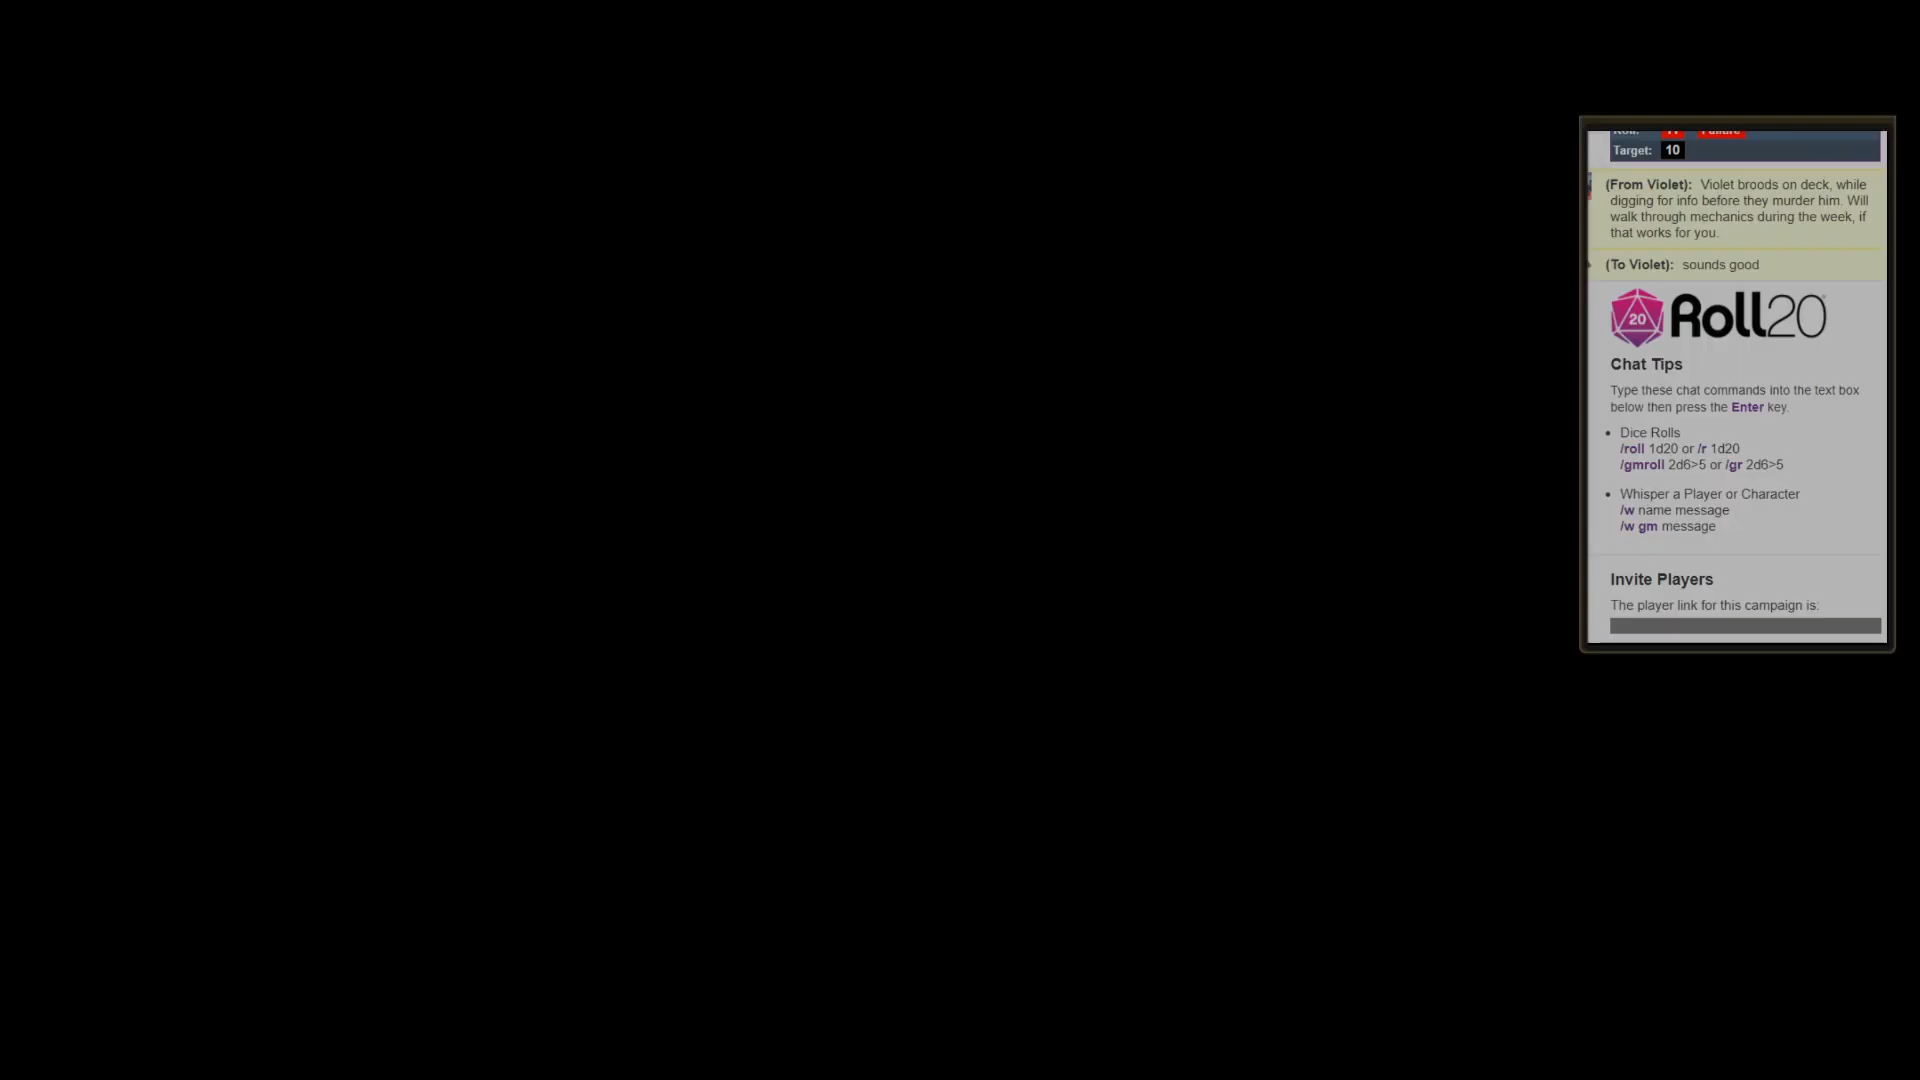 Roll: 11 Failure
Target: 10
(From Violet): Violet broods on deck, while
digging for info before they murder him. Will
walk through mechanics during the week, if
that works for you.
(To Violet): sounds good
20 Roll20
Chat Tips
Type these chat commands into the text box
below then press the Enter key.
• Dice Rolls
/roll 1d20 or /r 1d20
/gmroll 2d6>5 or /gr 2d6>5
• Whisper a Player or Character
/w name message
/w gm message
Invite Players
The player link for this campaign is: